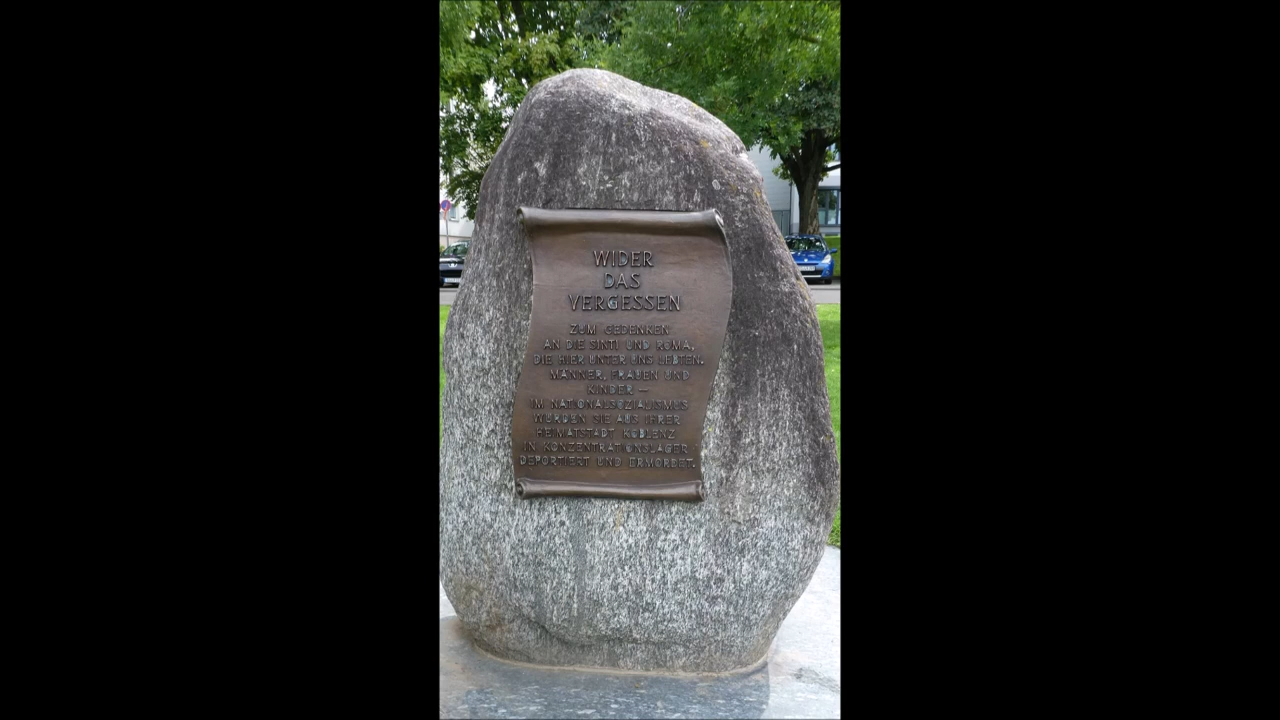 WIDER
DAS
VERGESSEN
ZUM GEDENKEN
AN DIE SINTI UND ROMA,
DIE HIER UNTER UNS LEBTEN.
MÄNNER, FRAUEN UND
KINDER —
IM NATIONALSOZIALISMUS
WURDEN SIE AUS IHRER
HEIMATSTADT KOBLENZ
IN KONZENTRATIONSLAGER
DEPORTIERT UND ERMORDET.